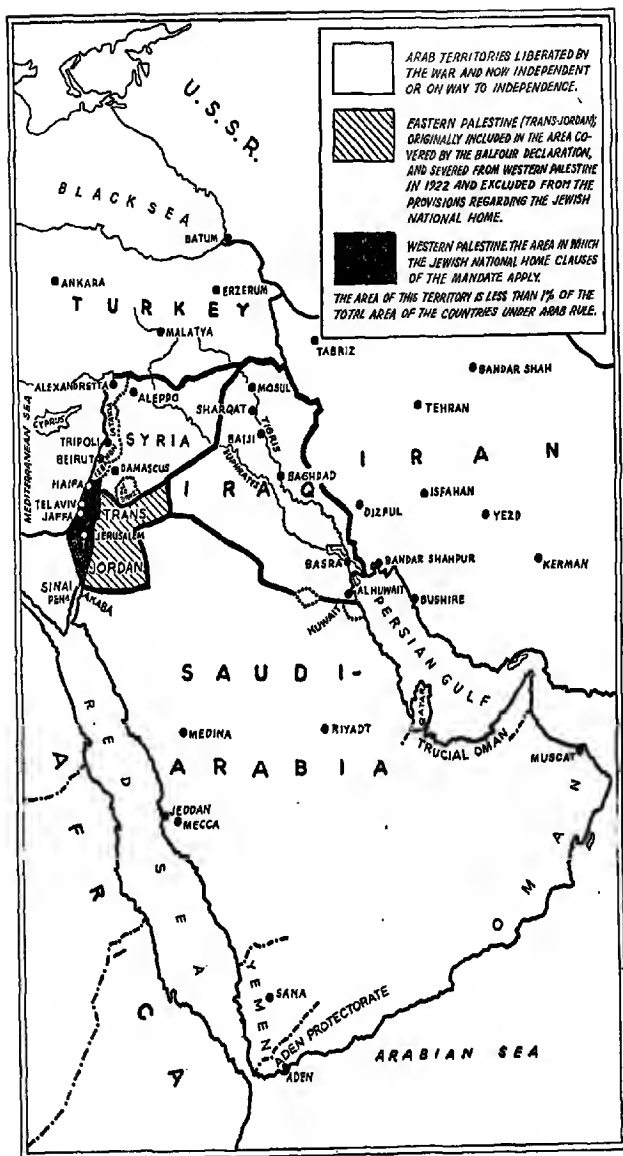 ARAB TERRITORIES LIBERATED BY
THE WAR AND NOW INDEPENDENT
OR ON WAY TO INDEPENDENCE.
EASTERN PALESTINE (TRANS-JORDAN);
ORIGINALLY INCLUDED IN THE AREA CO-
VERED BY THE BALFOUR DECLARATION,
AND SEVERED FROM WESTERN PALESTINE
IN 1922 AND EXCLUDED FROM THE
PROVISIONS REGARDING THE JEWISH
NATIONAL HOME.
WESTERN PALESTINE. THE AREA IN WHICH
THE JEWISH NATIONAL HOME CLAUSES
OF THE MANDATE APPLY.
THE AREA OF THIS TERRITORY IS LESS THAN 1% OF THE
TOTAL AREA OF THE COUNTRIES UNDER ARAB RULE.
U.S.S.R.
BLACK SEA
BATUM
ANKARA
ERZERUM
TURKEY
MALATYA
TABRIZ
BANDAR SHAH
ALEXANDRETTA
ALEPPO
MOSUL
SHARQAT
TEHRAN
CYPRUS
MEDITERRANEAN SEA
TRIPOLI
SYRIA
BAIJI
TIGRIS
IRAN
BEIRUT
DAMASCUS
EUPHRATES
BAGHDAD
HAIFA
IRAQ
ISFAHAN
DIZFUL
YEZD
TELAVIV
JAFFA
TRANS
JERUSALEM
JORDAN
BASRA
BANDAR SHAHPUR
KERMAN
SINAI
PENA
AKABA
ALKUWAIT
KUWAIT
BUSHIRE
PERSIAN GULF
SAUDI-
ARABIA
QATAR
MEDINA
RIYADT
TRUCIAL OMAN
MUSCAT
OMAN
RED SEA
AFRICA
JEDDAH
MECCA
YEMEN
SANA
ADEN PROTECTORATE
ADEN
ARABIAN SEA